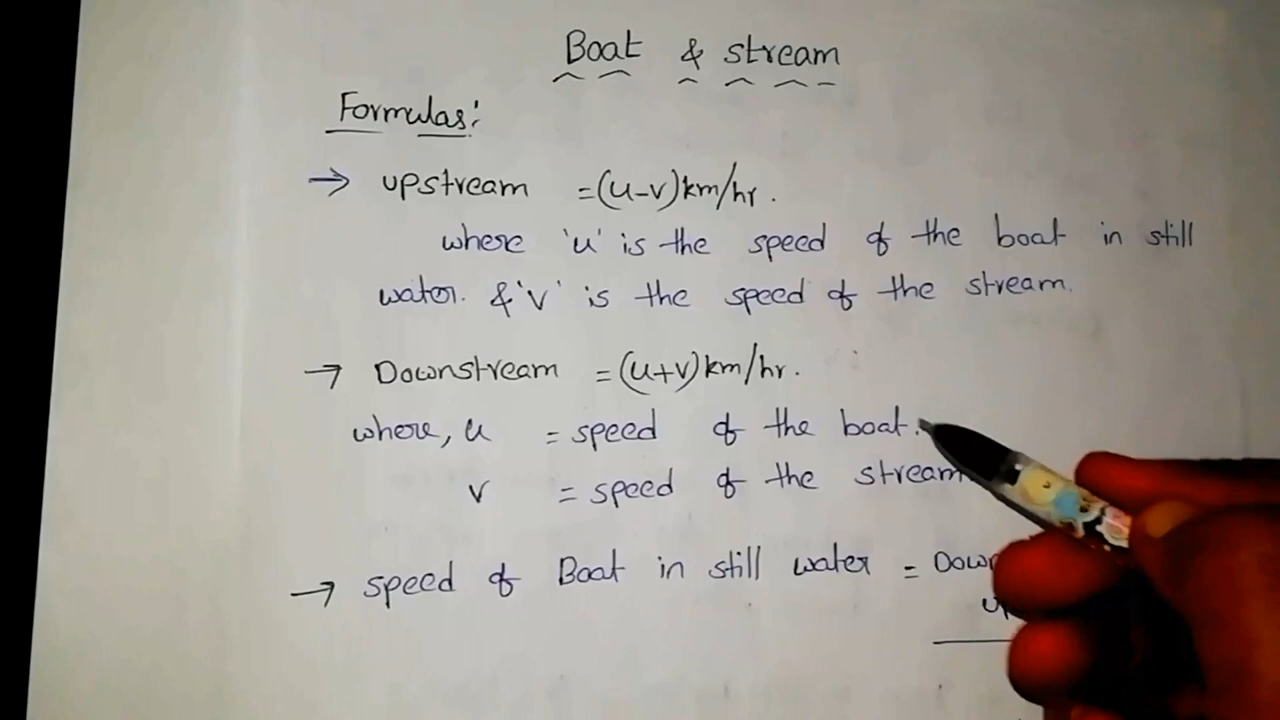 Boat & stream
Formulas:
→ upstream = (u-v)km/hr.
where 'u' is the speed of the boat in still
water. & 'v' is the speed of the stream.
→ Downstream = (u+v)km/hr.
where, u = speed of the boat.
v = speed of the stream
→ speed of Boat in still water =